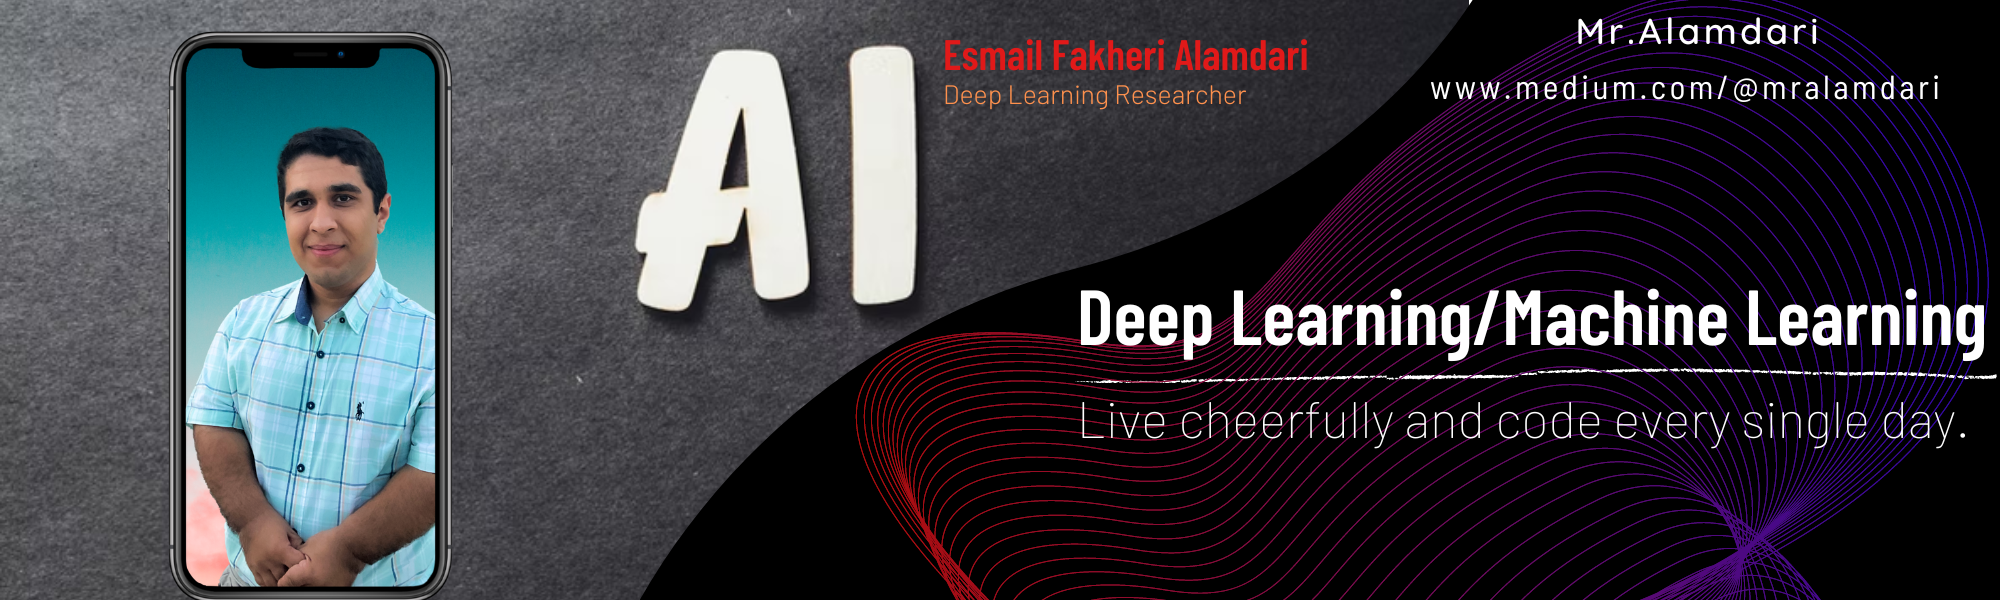 AI
Esmail Fakheri Alamdari
Deep Learning Researcher
Mr.Alamdari
www.medium.com/@mralamdari
Deep Learning/Machine Learning
Live cheerfully and code every single day.